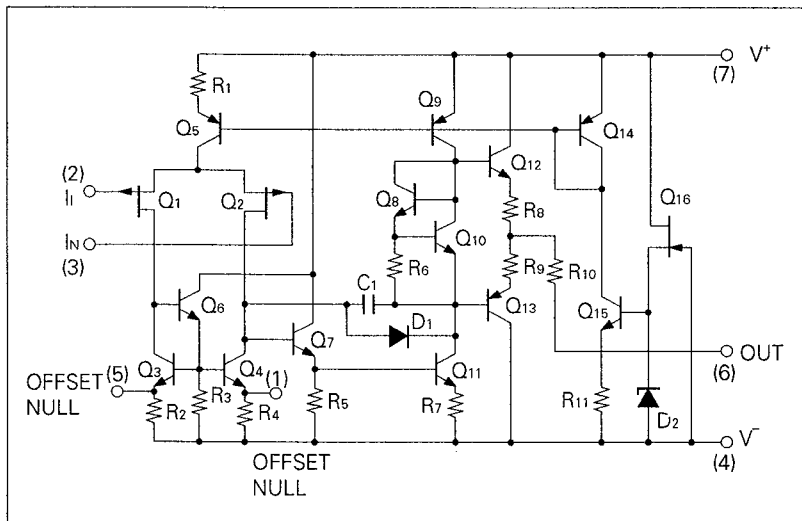 V+
(7)
R1
Q9
Q5
Q14
Q12
(2)
II
Q1
Q2
Q8
Q16
R8
IN
(3)
Q10
R6
R9
R10
C1
Q6
Q13
Q15
D1
Q7
OUT
(6)
Q3
Q4
(1)
Q11
(5)
OFFSET
NULL
R2
R3
R4
R5
R7
R11
D2
V-
(4)
OFFSET
NULL